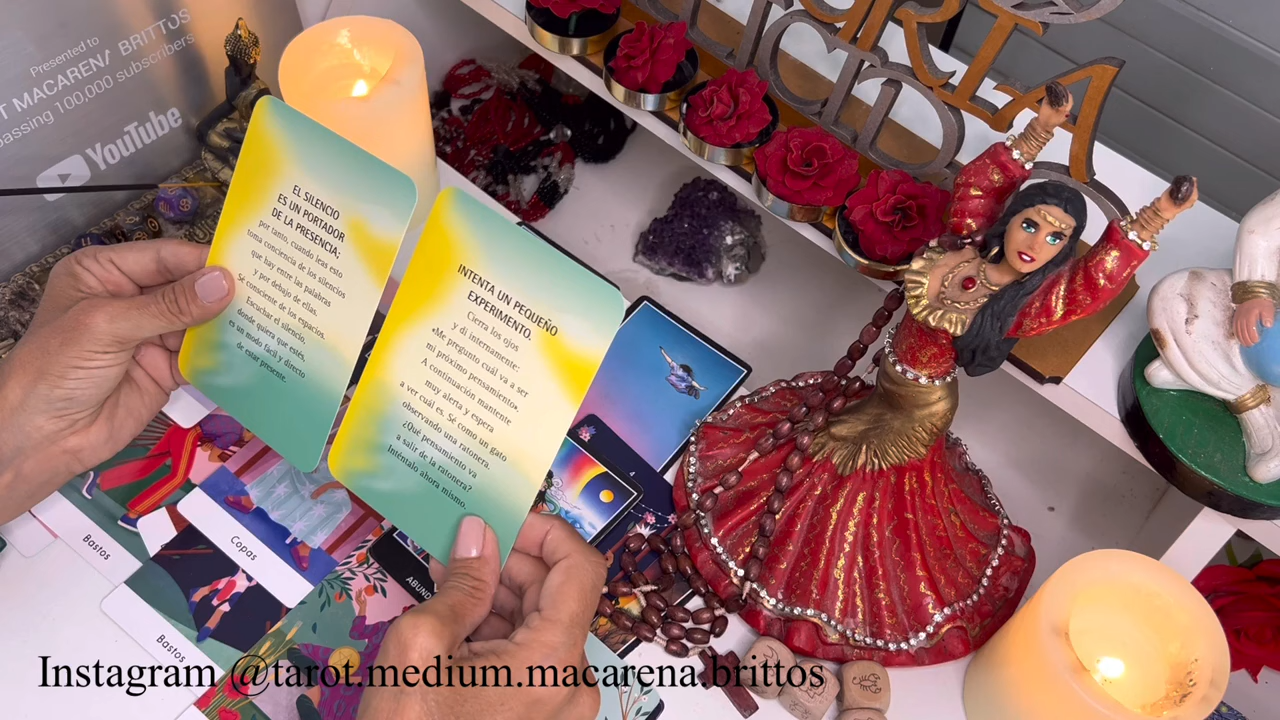 Presented to
MACAREN/ BRITTOS
passing 100,000 subscribers
YouTube
EL SILENCIO
ES UN PORTADOR
DE LA PRESENCIA;
por tanto, cuando leas esto
toma conciencia de los silencios
que hay entre las palabras
y por debajo de ellas.
Sé consciente de los espacios.
Escuchar el silencio,
donde quiera que estés,
es un modo fácil y directo
de estar presente.
INTENTA UN PEQUEÑO
EXPERIMENTO.
Cierra los ojos
y di internamente:
«Me pregunto cuál va a ser
mi próximo pensamiento».
A continuación mantente
muy alerta y espera
a ver cuál es. Sé como un gato
observando una ratonera.
¿Qué pensamiento va
a salir de la ratonera?
Inténtalo ahora mismo.
Bastos
Copas
Bastos
4
Instagram @tarot.medium.macarena.brittos